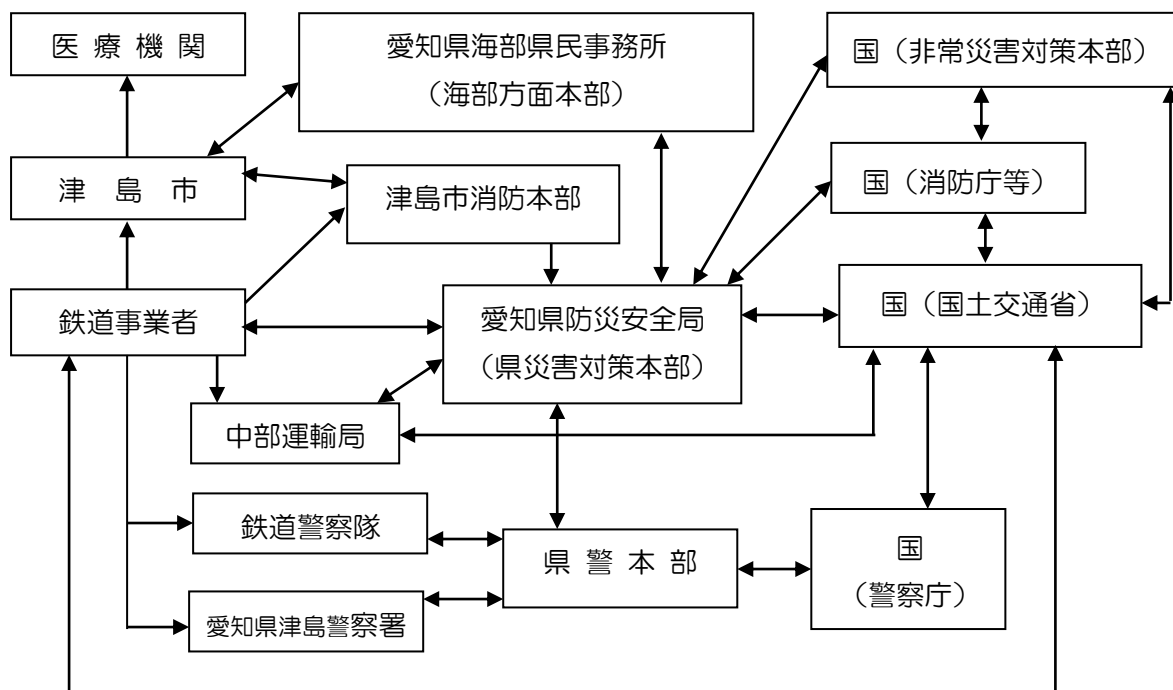 医 療 機 関
愛知県海部県民事務所
（海部方面本部）
国（非常災害対策本部）
津 島 市
津島市消防本部
国（消防庁等）
鉄道事業者
愛知県防災安全局
（県災害対策本部）
国（国土交通省）
中部運輸局
鉄道警察隊
県 警 本 部
国
（警察庁）
愛知県津島警察署